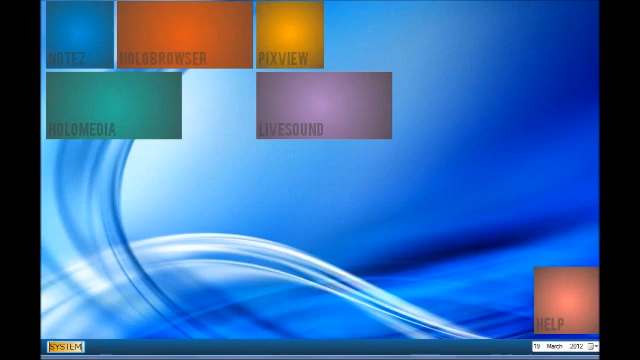 NOTEZ
HOLOBROWSER
PIXVIEW
HOLOMEDIA
LIVESOUND
HELP
SYSTEM
19 March 2012